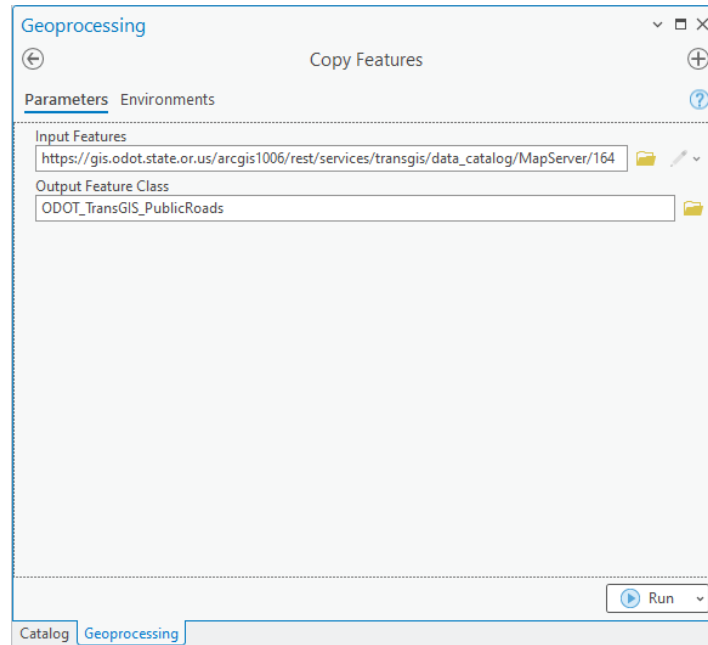 Geoprocessing
Copy Features
Parameters Environments
Input Features
https://gis.odot.state.or.us/arcgis1006/rest/services/transgis/data_catalog/MapServer/164
Output Feature Class
ODOT_TransGIS_PublicRoads
Run
Catalog Geoprocessing